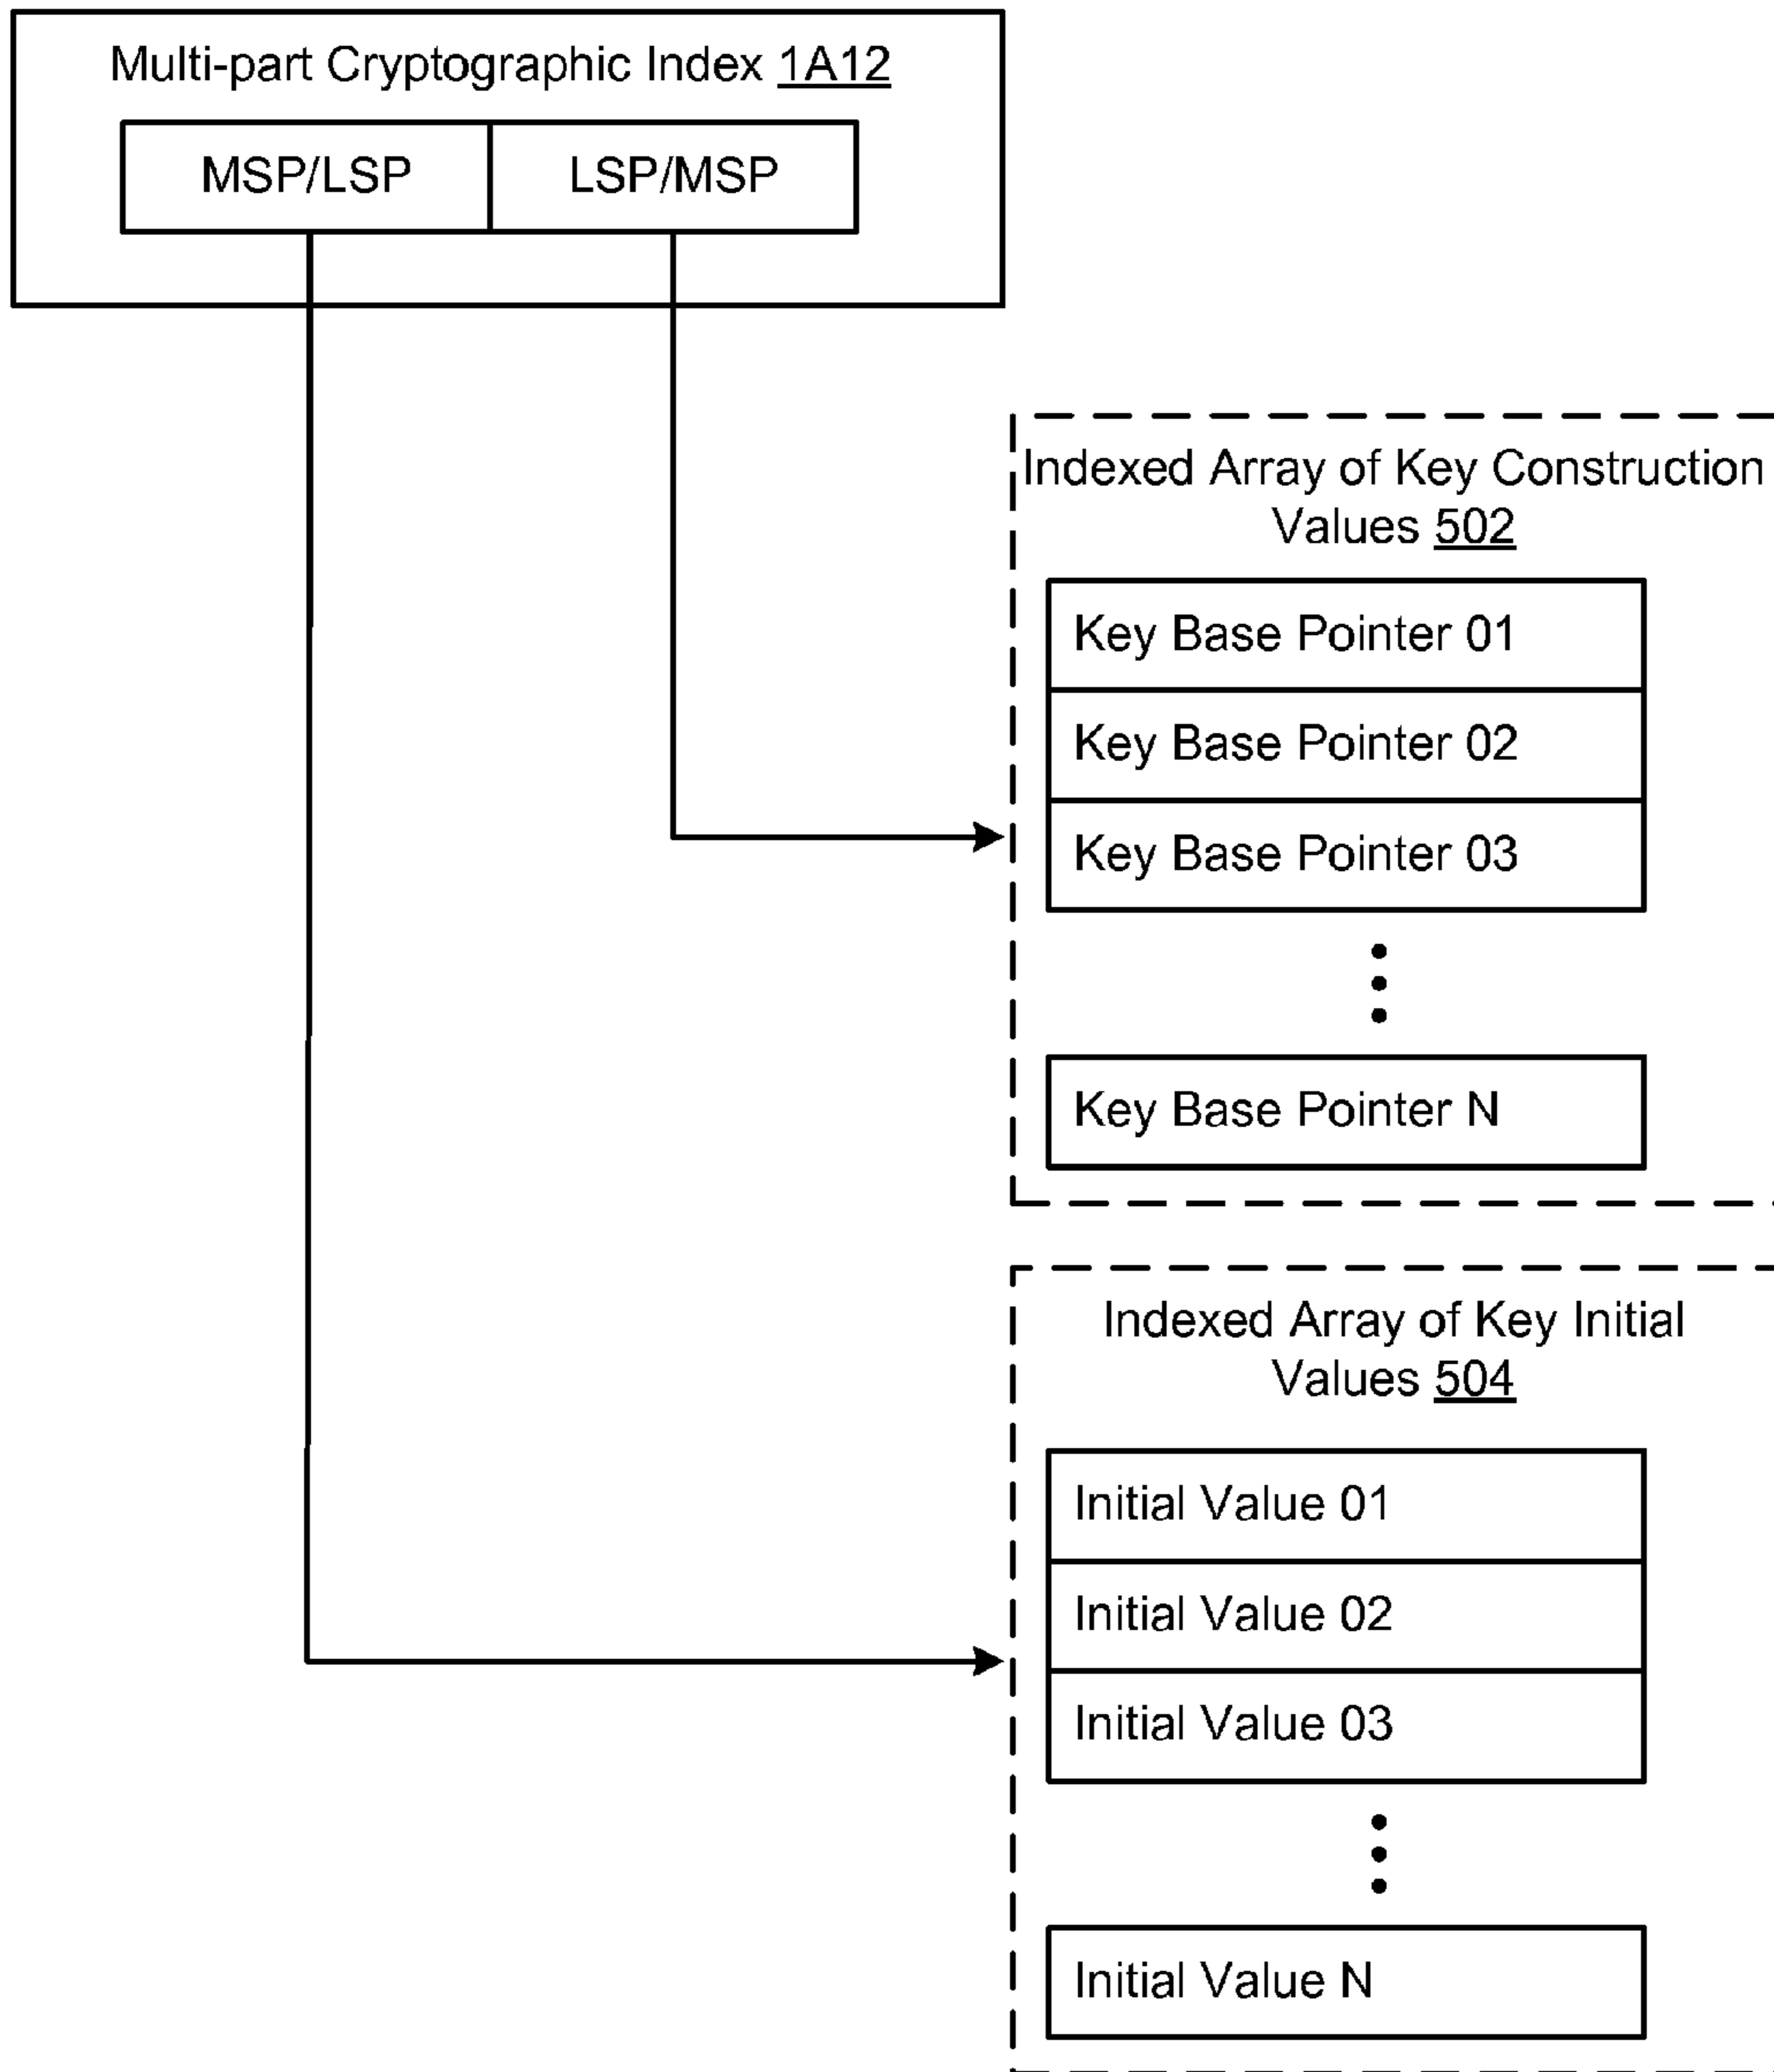 Multi-part Cryptographic Index 1A12
MSP/LSP
LSP/MSP
Indexed Array of Key Construction
Values 502
Key Base Pointer 01
Key Base Pointer 02
Key Base Pointer 03
Key Base Pointer N
Indexed Array of Key Initial
Values 504
Initial Value 01
Initial Value 02
Initial Value 03
Initial Value N